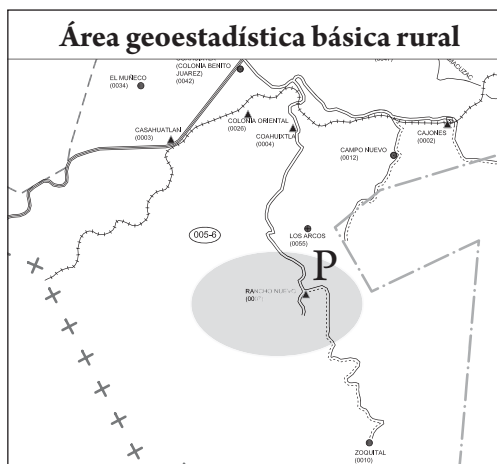 Área geoestadística básica rural
(COLONIA BENITO
JUAREZ)
(0042)
EL MUÑECO
(0034)
COLONIA ORIENTAL
(0026)
CASAHUATLAN
(0003)
COAHUIXTLA
(0004)
CAJONES
(0002)
CAMPO NUEVO
(0012)
005-6
LOS ARCOS
(0055)
P
RANCHO NUEVO
ZOQUITAL
(0010)